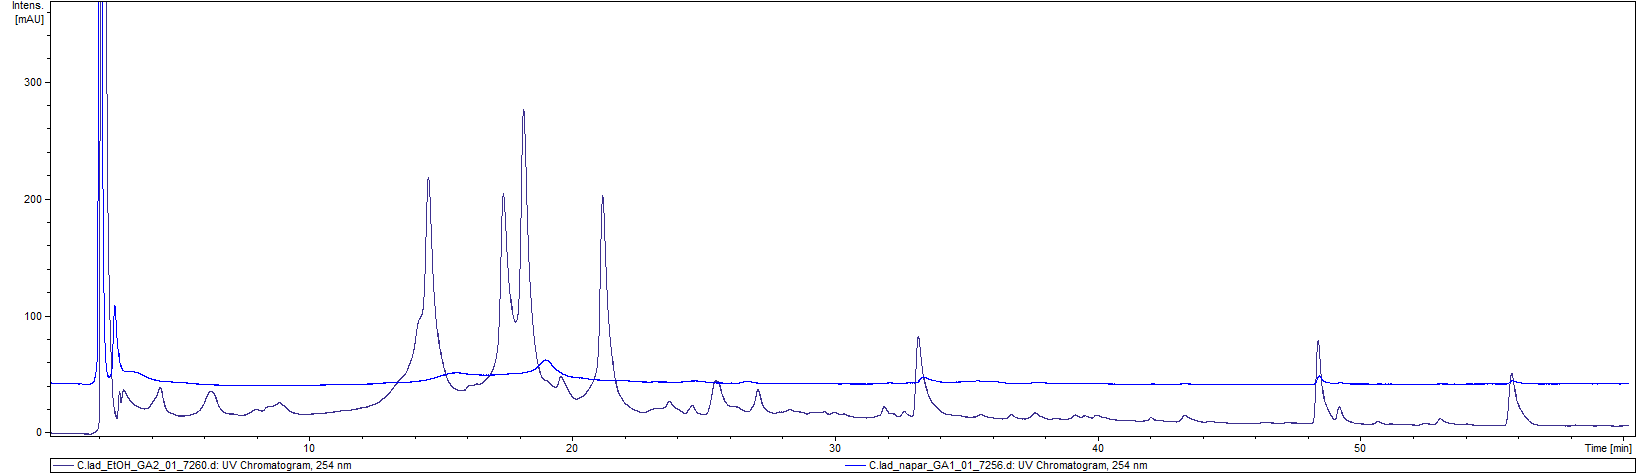 Intens.
[mAU]
300
200
100
0
10 20 30 40 50 Time [min]
C.lad_EtOH_GA2_01_7260.d: UV Chromatogram, 254 nm C.lad_napar_GA1_01_7256.d: UV Chromatogram, 254 nm